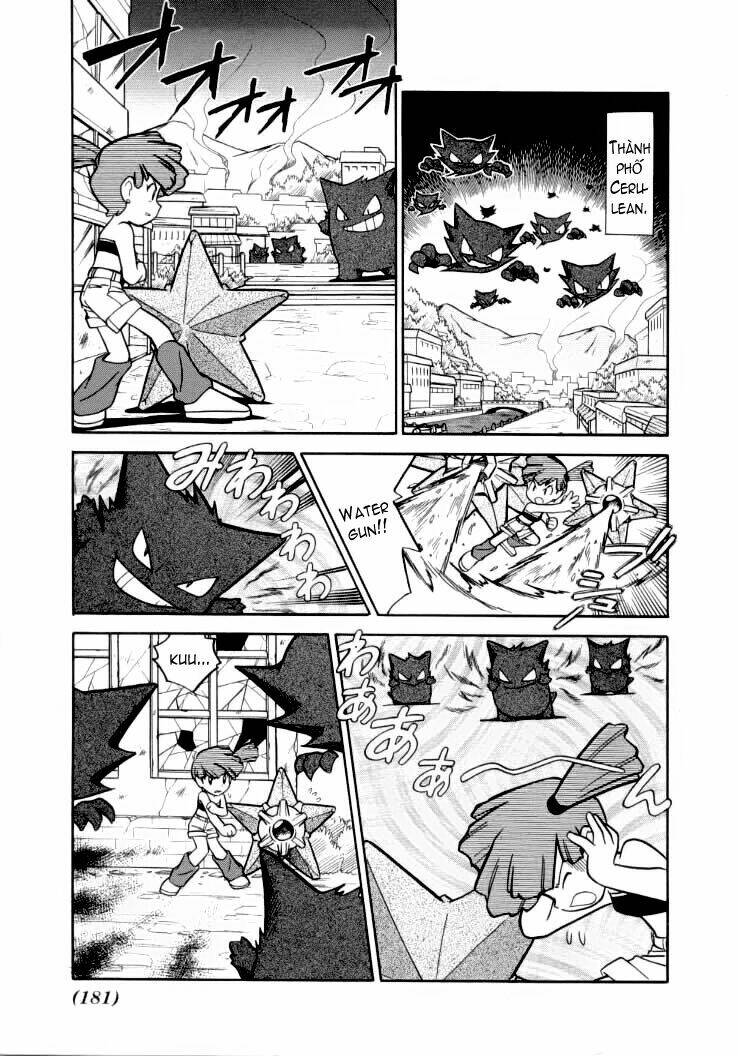 Thành
phố
Ceru-
lean.
オオオオ
Water
gun!!
みわわわわ
わああああ
ん
Kuu...
(181)